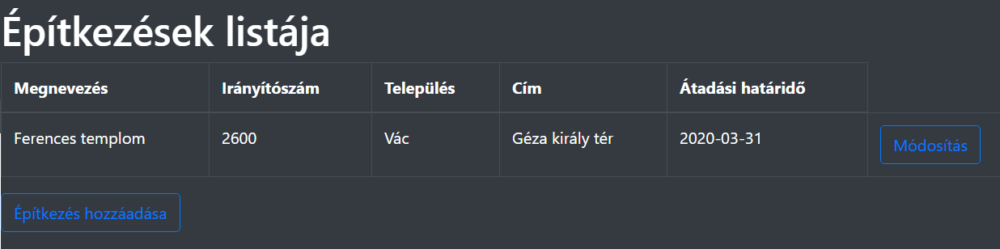 Építkezések listája
Megnevezés Irányítószám Település Cím Átadási határidő
Ferences templom 2600 Vác Géza király tér 2020-03-31 Módosítás
Építkezés hozzáadása